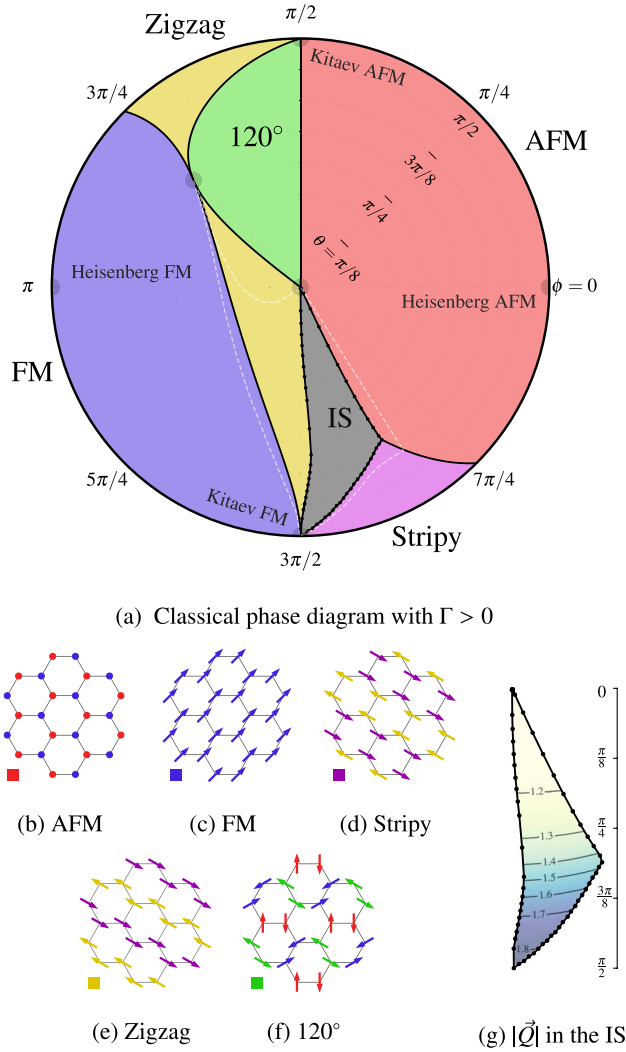 π/2
Zigzag
Kitaev AFM
3π/4
π/4
π/2
AFM
120°
3π/8
π/4
θ = π/8
Heisenberg FM
π
Heisenberg AFM
ϕ = 0
FM
IS
5π/4
Kitaev FM
7π/4
Stripy
3π/2
(a) Classical phase diagram with Γ > 0
(b) AFM
(c) FM
(d) Stripy
(e) Zigzag
(f) 120°
0
π/8
1.2
π/4
1.3
1.4
1.5
1.6
3π/8
1.7
1.8
π/2
(g) |Q⃗| in the IS